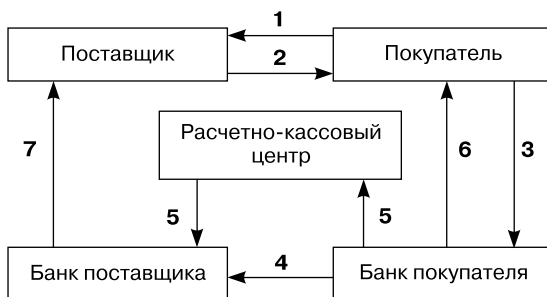 1
Поставщик
2
Покупатель
Расчетно-кассовый
центр
7
6
3
5
5
Банк поставщика
4
Банк покупателя